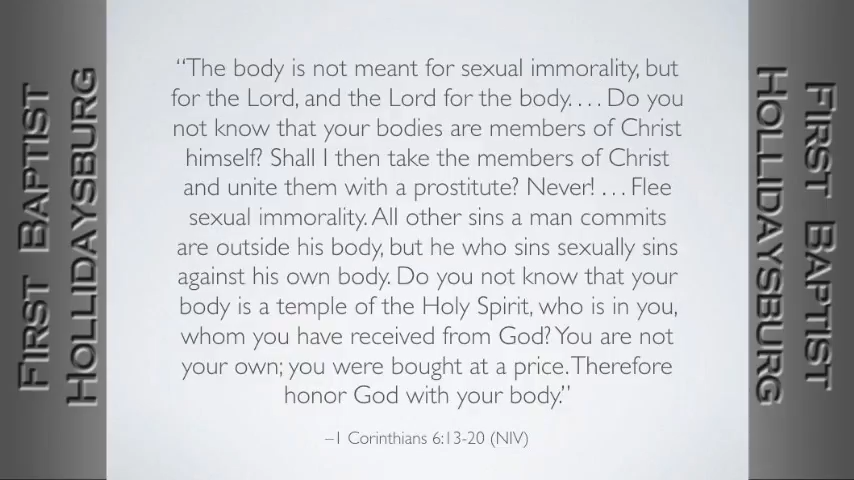 FIRST BAPTIST
HOLLIDAYSBURG
“The body is not meant for sexual immorality, but
for the Lord, and the Lord for the body. . . . Do you
not know that your bodies are members of Christ
himself? Shall I then take the members of Christ
and unite them with a prostitute? Never! . . . Flee
sexual immorality. All other sins a man commits
are outside his body, but he who sins sexually sins
against his own body. Do you not know that your
body is a temple of the Holy Spirit, who is in you,
whom you have received from God? You are not
your own; you were bought at a price. Therefore
honor God with your body.”
–1 Corinthians 6:13-20 (NIV)
FIRST BAPTIST
HOLLIDAYSBURG